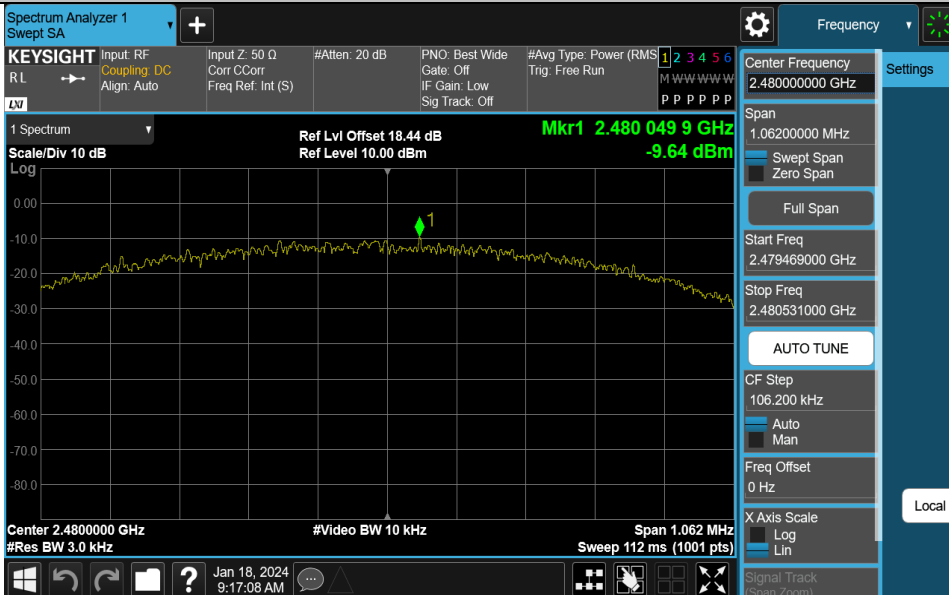 Spectrum Analyzer 1
Swept SA
+
Frequency
KEYSIGHT
RL
LXI
Input: RF
Coupling: DC
Align: Auto
Input Z: 50 Ω
Corr CCorr
Freq Ref: Int (S)
#Atten: 20 dB
PNO: Best Wide
Gate: Off
IF Gain: Low
Sig Track: Off
#Avg Type: Power (RMS
Trig: Free Run
1 2 3 4 5 6
M W W W W W
P P P P P P
1 Spectrum
Scale/Div 10 dB
Log
Ref Lvl Offset 18.44 dB
Ref Level 10.00 dBm
Mkr1 2.480 049 9 GHz
-9.64 dBm
1
0.00
-10.0
-20.0
-30.0
-40.0
-50.0
-60.0
-70.0
-80.0
Center 2.4800000 GHz
#Res BW 3.0 kHz
#Video BW 10 kHz
Span 1.062 MHz
Sweep 112 ms (1001 pts)
Center Frequency
2.480000000 GHz
Settings
Span
1.06200000 MHz
Swept Span
Zero Span
Full Span
Start Freq
2.479469000 GHz
Stop Freq
2.480531000 GHz
AUTO TUNE
CF Step
106.200 kHz
Auto
Man
Freq Offset
0 Hz
X Axis Scale
Log
Lin
Local
Signal Track
(Span Zoom)
?
Jan 18, 2024
9:17:08 AM